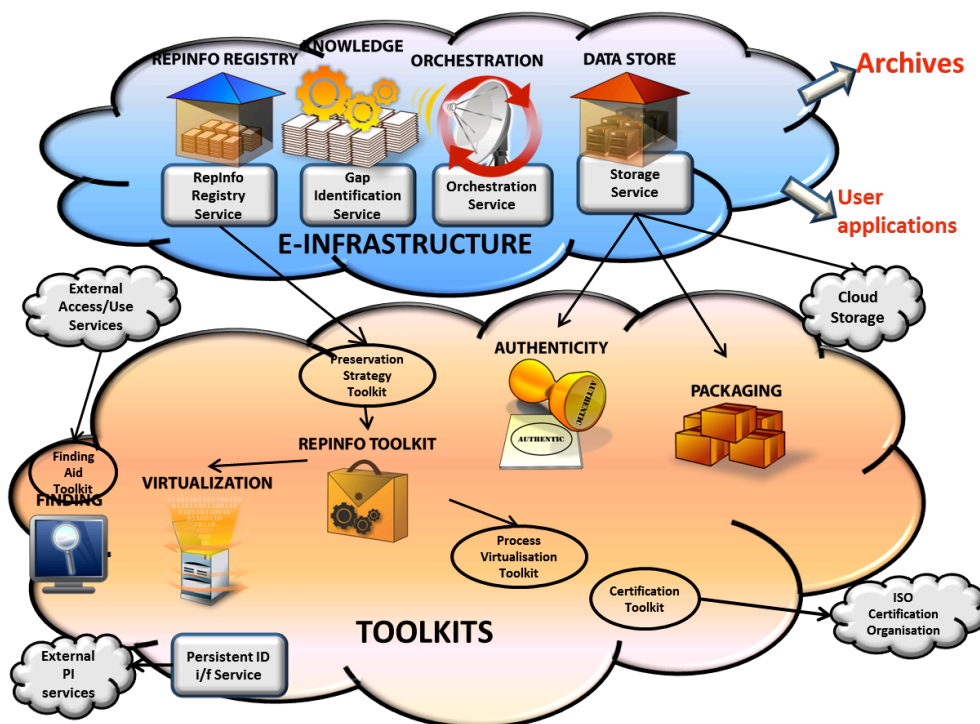 KNOWLEDGE
REPINFO REGISTRY
ORCHESTRATION
DATA STORE
Archives
RepInfo
Registry
Service
Gap
Identification
Service
Orchestration
Service
Storage
Service
User
applications
E-INFRASTRUCTURE
External
Access/Use
Services
Cloud
Storage
AUTHENTICITY
Preservation
Strategy
Toolkit
AUTHENTIC
AUTHENTIC
PACKAGING
REPINFO TOOLKIT
Finding
Aid
Toolkit
VIRTUALIZATION
FINDING
Process
Virtualisation
Toolkit
Certification
Toolkit
ISO
Certification
Organisation
TOOLKITS
External
PI
services
Persistent ID
i/f Service